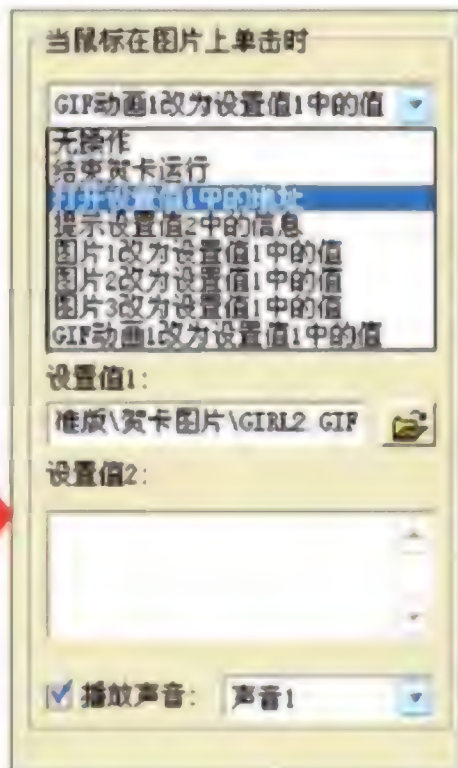 当鼠标在图片上单击时
GIF动画1改为设置值1中的值
无操作
结束贺卡运行
打开设置值1中的地址
提示设置值2中的信息
图片1改为设置值1中的值
图片2改为设置值1中的值
图片3改为设置值1中的值
GIF动画1改为设置值1中的值
设置值1:
准版\贺卡图片\GIRL2 GIF
设置值2:
播放声音: 声音1